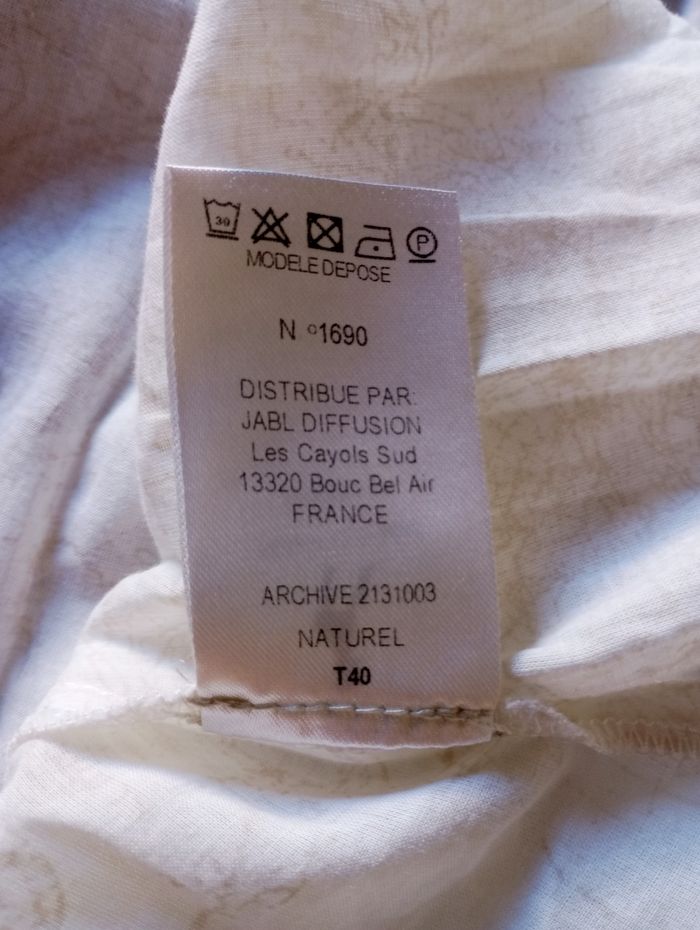 30 P
MODELE DEPOSE
N °1690
DISTRIBUE PAR:
JABL DIFFUSION
Les Cayols Sud
13320 Bouc Bel Air
FRANCE
ARCHIVE 2131003
NATUREL
T40